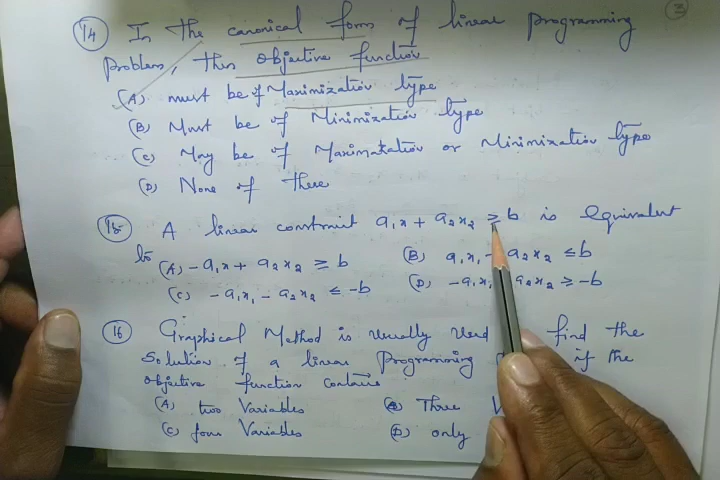 3
14 In the canonical form of linear programming
problem, then objective function
(A) must be of Maximization type
(B) Must be of Minimization type
(C) May be of Maximization or Minimization type
(D) None of these
15 A linear constraint a₁x + a₂x₂ ≥ b is equivalent
to (A) -a₁x₁ + a₂x₂ ≥ b (B) a₁x₁ - a₂x₂ ≤ b
(C) -a₁x₁ - a₂x₂ ≤ -b (D) -a₁x₁ a₂x₂ ≥ -b
16 Graphical Method is usually used find the
solution of a linear programming if the
objective function contains
(A) two Variables (B) Three
(C) four Variables (D) only